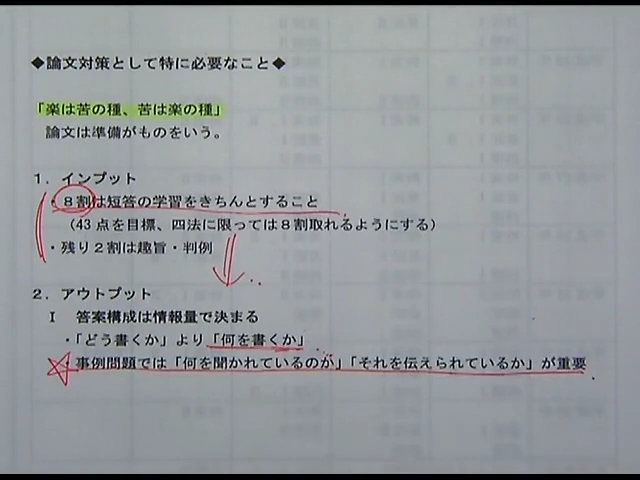 ◆論文対策として特に必要なこと◆
「楽は苦の種、苦は楽の種」
論文は準備がものをいう。
1．インプット
・８割は短答の学習をきちんとすること
（43 点を目標、四法に限っては８割取れるようにする）
・残り２割は趣旨・判例
2．アウトプット
Ⅰ　答案構成は情報量で決まる
・「どう書くか」より「何を書くか」
・事例問題では「何を聞かれているのか」「それを伝えられているか」が重要